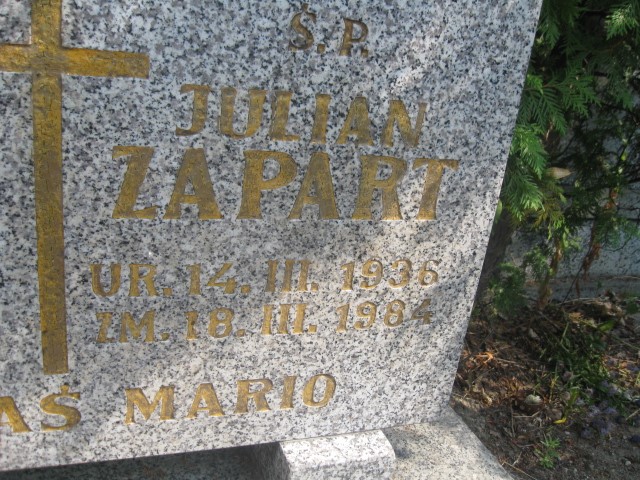 Ś.P.
JULIAN
ZAPART
UR. 14. III. 1936
ZM. 18. III. 1984
AŚ MARIO